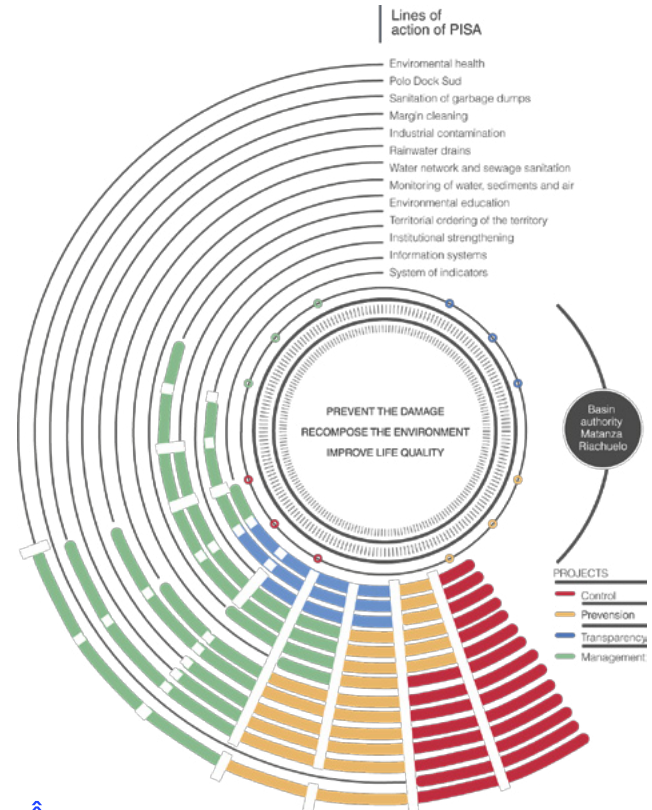 Lines of
action of PISA
Enviromental health
Polo Dock Sud
Sanitation of garbage dumps
Margin cleaning
Industrial contamination
Rainwater drains
Water network and sewage sanitation
Monitoring of water, sediments and air
Environmental education
Territorial ordering of the territory
Institutional strengthening
Information systems
System of indicators
PREVENT THE DAMAGE
RECOMPOSE THE ENVIRONMENT
IMPROVE LIFE QUALITY
Basin
authority
Matanza
Riachuelo
PROJECTS
Control
Prevension
Transparency
Management